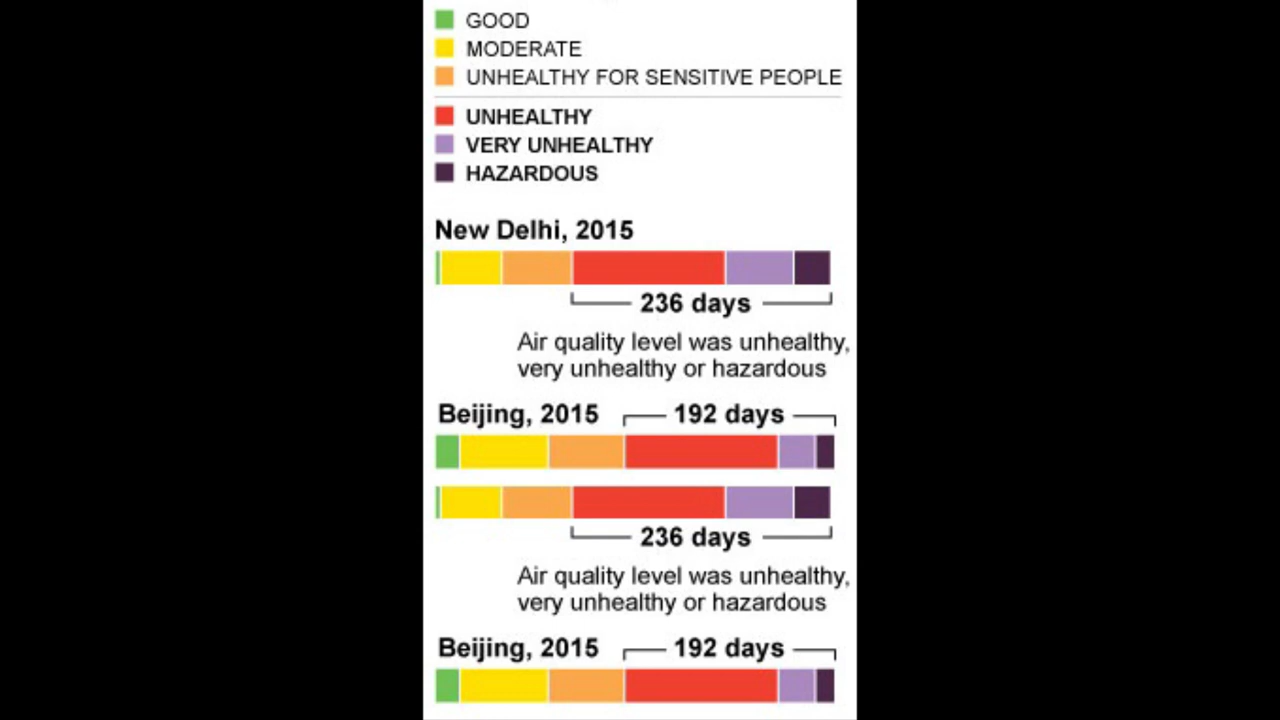 GOOD
MODERATE
UNHEALTHY FOR SENSITIVE PEOPLE
UNHEALTHY
VERY UNHEALTHY
HAZARDOUS
New Delhi, 2015
236 days
Air quality level was unhealthy,
very unhealthy or hazardous
Beijing, 2015 192 days
236 days
Air quality level was unhealthy,
very unhealthy or hazardous
Beijing, 2015 192 days